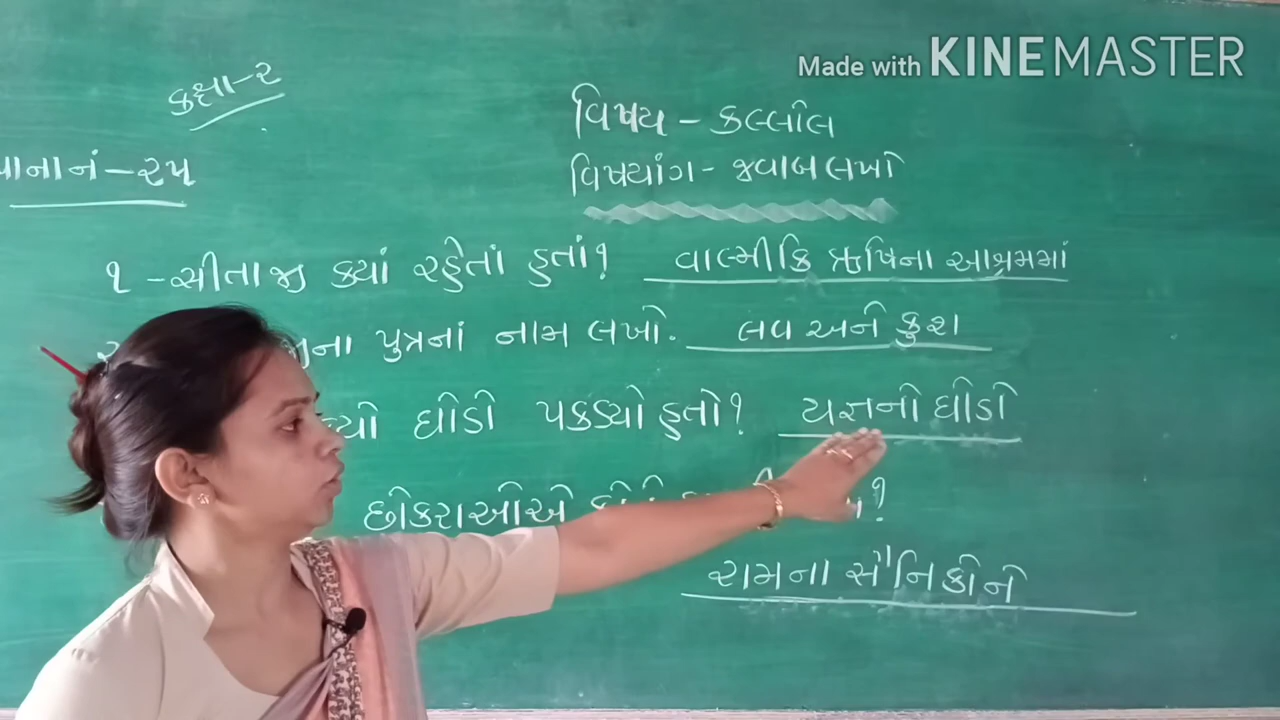 Made with KINEMASTER
કક્ષા-૨
વિષય - કલ્લોલ
વિષયાંગ - જવાબ લખો
પાનાનં - ૨૫
૧ - સીતાજી ક્યાં રહેતાં હતાં? વાલ્મીકિ ઋષિના આશ્રમમાં
૨ પુત્રનાં નામ લખો. લવ અને કુશ
ઘોડો પકડ્યો હતો? યજ્ઞનો ઘોડો
છોકરાઓએ
રામના સૈનિકોને